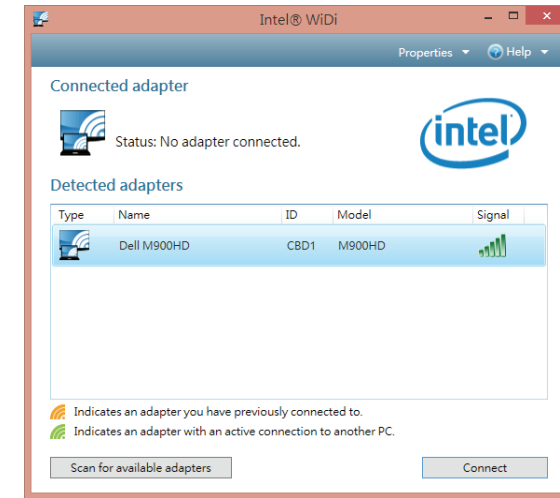 Intel® WiDi
Properties Help
Connected adapter
Status: No adapter connected.
intel
Detected adapters
Type Name ID Model Signal
Dell M900HD CBD1 M900HD
Indicates an adapter you have previously connected to.
Indicates an adapter with an active connection to another PC.
Scan for available adapters Connect